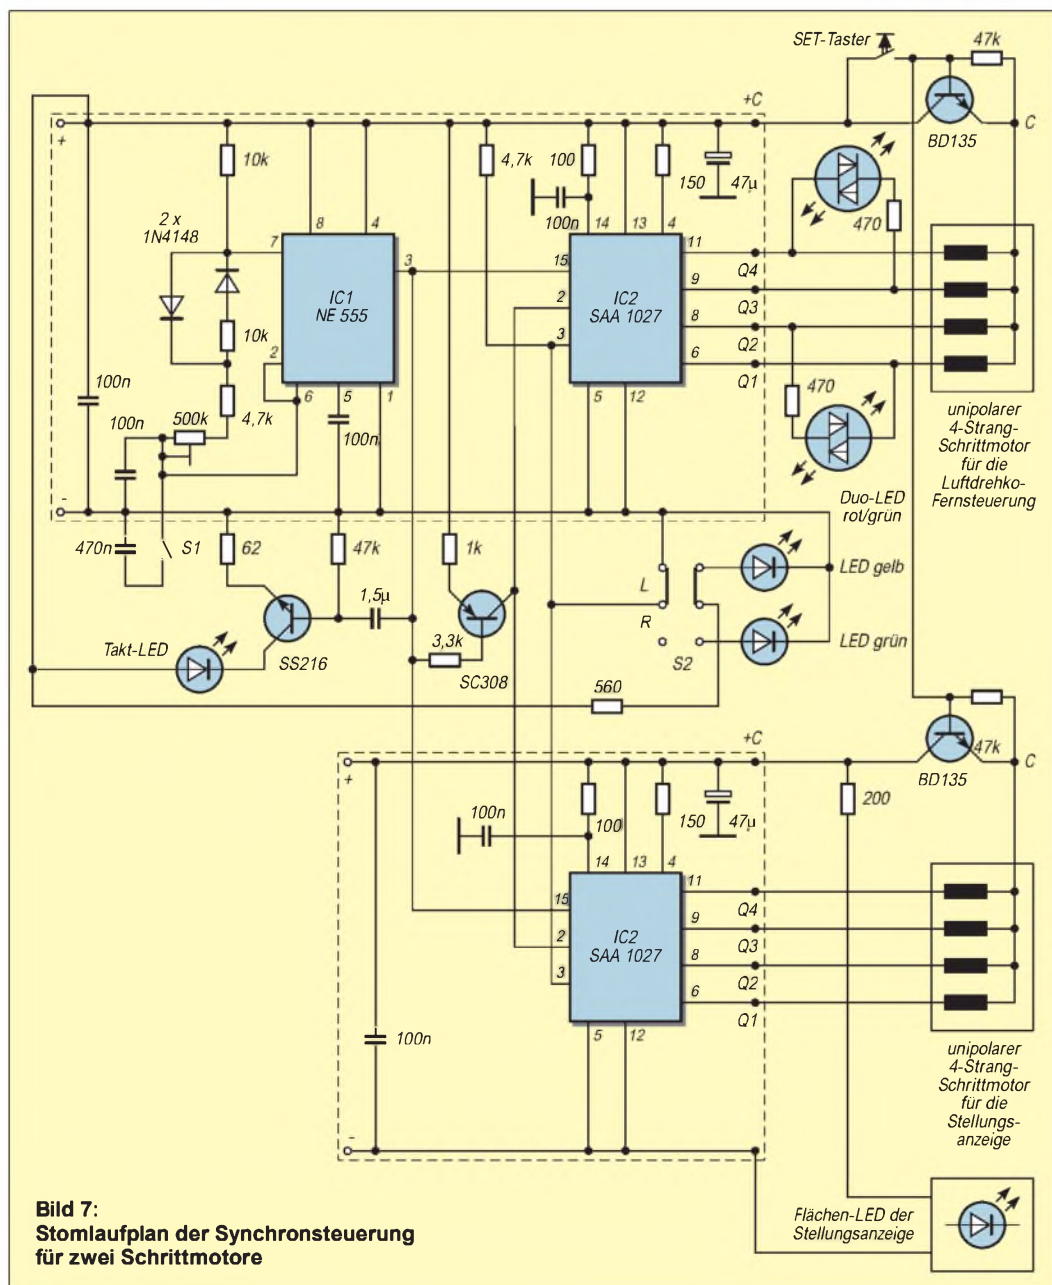 SET-Taster
47k
+C
C
BD135
+
10k
4,7k
100
150
47µ
2 x
1N4148
100n
470
7
8
4
3
14
13
4
11
Q4
15
9
Q3
2
8
Q2
3
6
Q1
IC1
NE 555
IC2
SAA 1027
10k
2
6
5
1
5
12
100n
100n
500k
4,7k
100n
470
unipolarer
4-Strang-
Schrittmotor
für die
Luftdrehko-
Fernsteuerung
Duo-LED
rot/grün
-
470n
S1
62
47k
1k
L
R
S2
LED gelb
LED grün
1,5µ
Takt-LED
SS216
3,3k
SC308
560
+C
47k
C
BD135
+
100n
100
150
47µ
200
14
13
4
11
Q4
15
9
Q3
2
8
Q2
3
6
Q1
IC2
SAA 1027
5
12
100n
unipolarer
4-Strang-
Schrittmotor
für die
Stellungs-
anzeige
-
Flächen-LED der
Stellungsanzeige
Bild 7:
Stomlaufplan der Synchronsteuerung
für zwei Schrittmotore